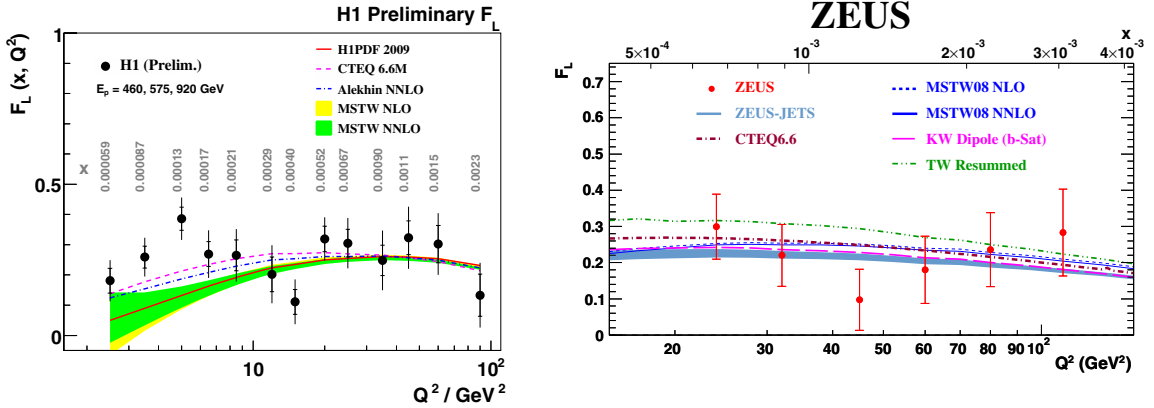 H1 Preliminary F_L
F_L (x, Q²)
1
0.5
0
H1 (Prelim.)
E_p = 460, 575, 920 GeV
H1PDF 2009
CTEQ 6.6M
Alekhin NNLO
MSTW NLO
MSTW NNLO
x
0.000059
0.000087
0.00013
0.00017
0.00021
0.00029
0.00040
0.00052
0.00067
0.00090
0.0011
0.0015
0.0023
10
10²
Q² / GeV²
ZEUS
x
5×10⁻⁴
10⁻³
2×10⁻³
3×10⁻³
4×10⁻³
F_L
0.7
0.6
0.5
0.4
0.3
0.2
0.1
0
ZEUS
ZEUS-JETS
CTEQ6.6
MSTW08 NLO
MSTW08 NNLO
KW Dipole (b-Sat)
TW Resummed
20
30
40
50
60
70
80
90
10²
Q² (GeV²)